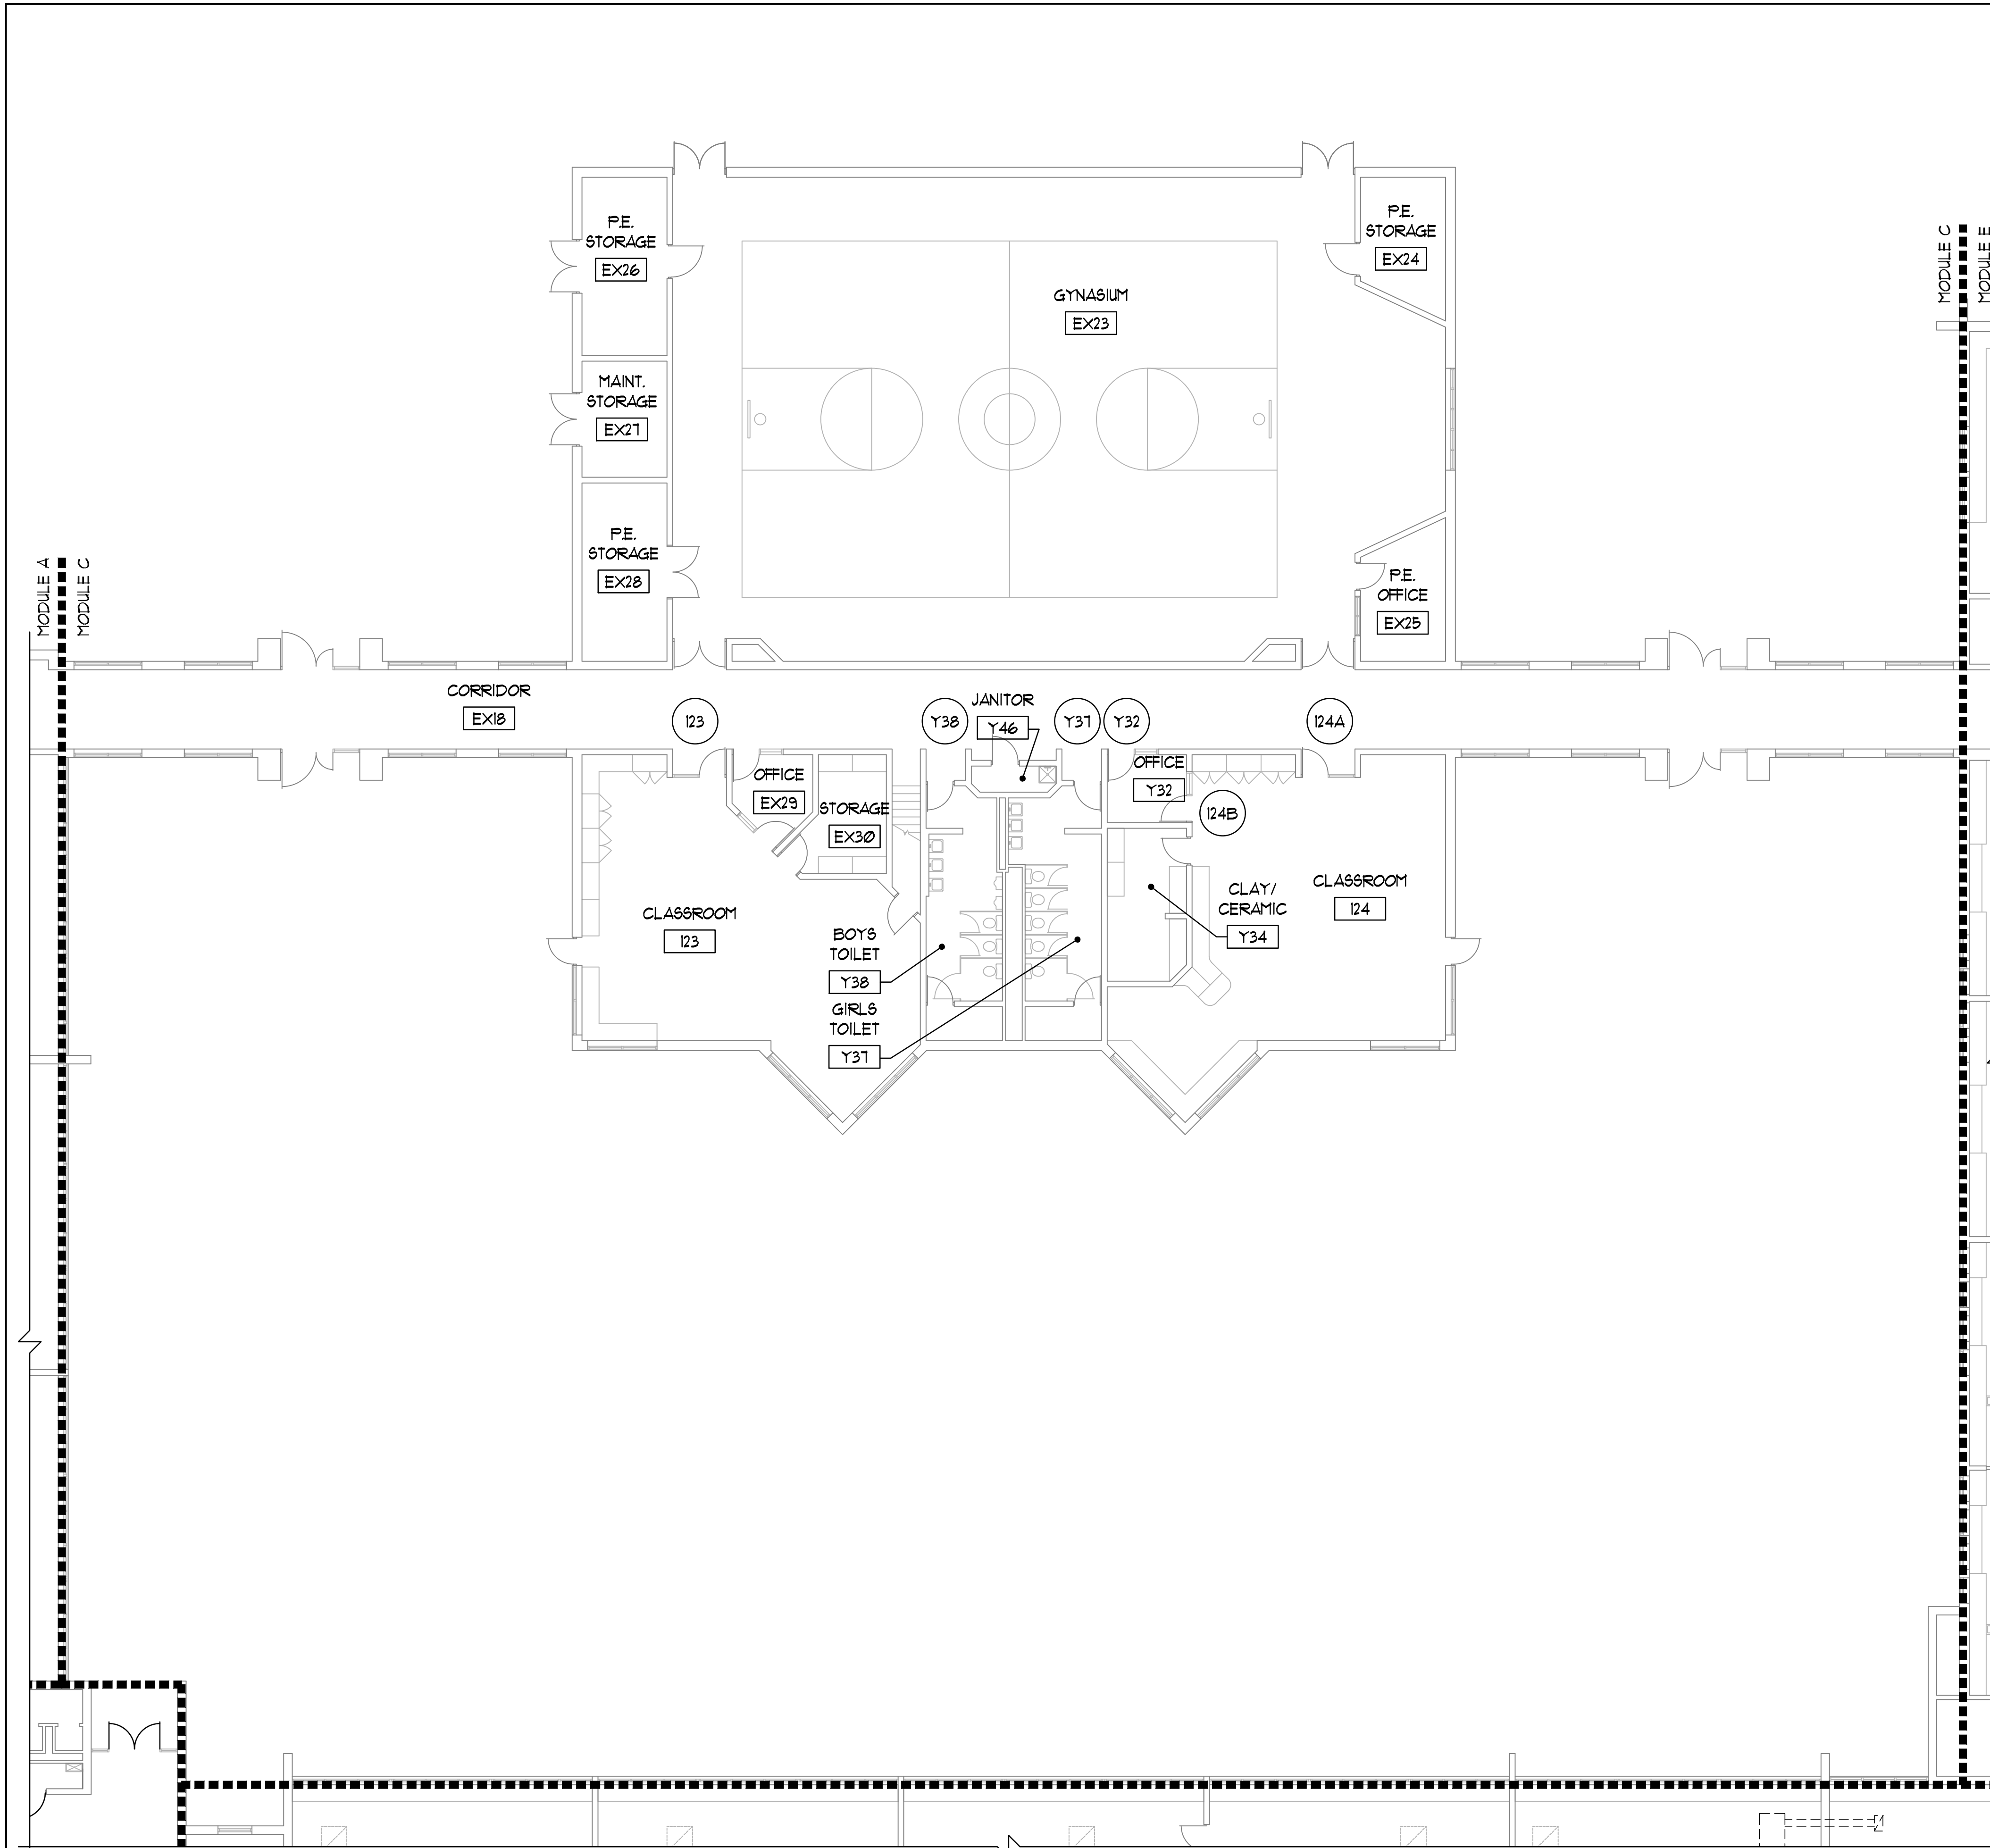 MODULE C
MODULE E
P.E.
STORAGE
EX26
P.E.
STORAGE
EX24
GYNASIUM
EX23
MAINT.
STORAGE
EX27
P.E.
STORAGE
EX28
P.E.
OFFICE
EX25
MODULE A
MODULE C
CORRIDOR
EX18
123
Y38
JANITOR
Y46
Y37
Y32
124A
OFFICE
EX29
STORAGE
EX30
OFFICE
Y32
124B
CLASSROOM
123
BOYS
TOILET
Y38
GIRLS
TOILET
Y37
CLAY/
CERAMIC
Y34
CLASSROOM
124